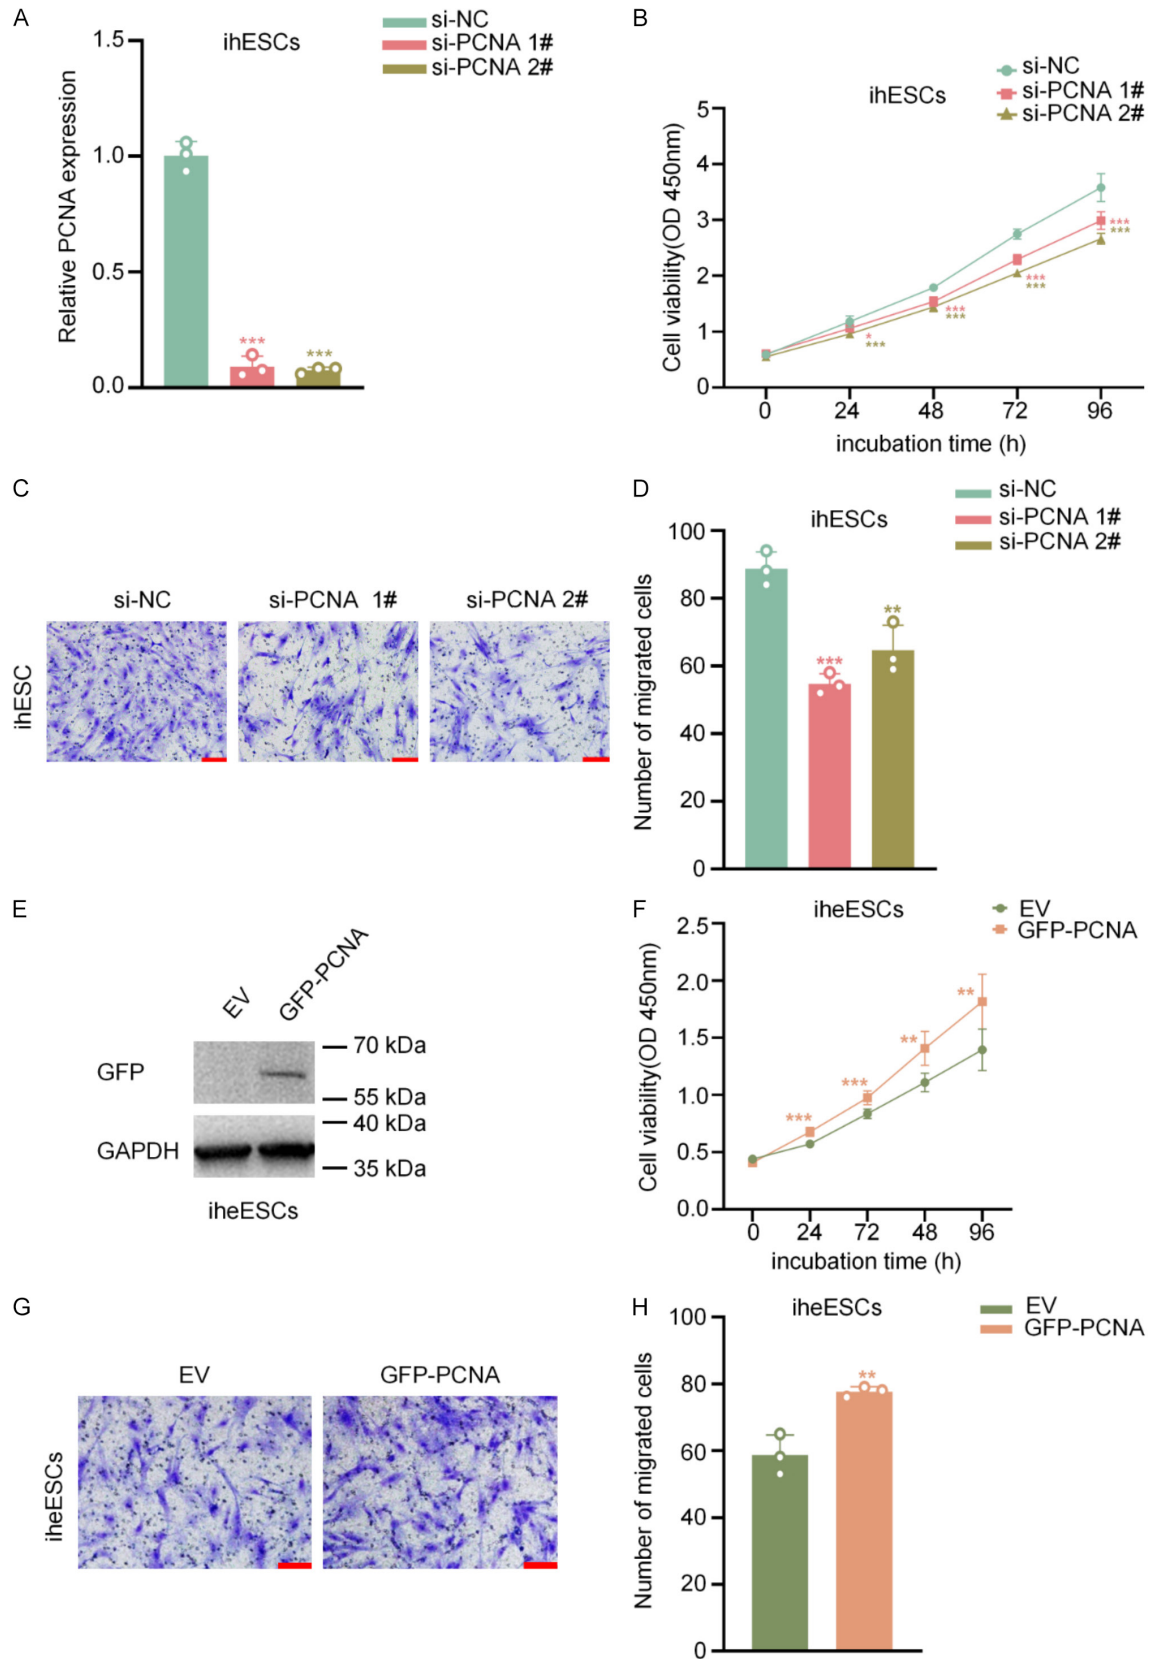 A
ihESCs
si-NC
si-PCNA 1#
si-PCNA 2#
Relative PCNA expression
1.5
1.0
0.5
0.0
***
***
B
ihESCs
si-NC
si-PCNA 1#
si-PCNA 2#
Cell viability(OD 450nm)
5
4
3
2
1
0
*
***
***
***
***
***
***
***
0 24 48 72 96
incubation time (h)
C
si-NC si-PCNA 1# si-PCNA 2#
ihESC
D
ihESCs
si-NC
si-PCNA 1#
si-PCNA 2#
Number of migrated cells
100
80
60
40
20
0
***
**
E
EV GFP-PCNA
GFP
70 kDa
55 kDa
GAPDH
40 kDa
35 kDa
iheESCs
F
iheESCs
EV
GFP-PCNA
Cell viability(OD 450nm)
2.5
2.0
1.5
1.0
0.5
0.0
***
***
**
**
0 24 72 48 96
incubation time (h)
G
EV GFP-PCNA
iheESCs
H
iheESCs
EV
GFP-PCNA
Number of migrated cells
100
80
60
40
20
0
**